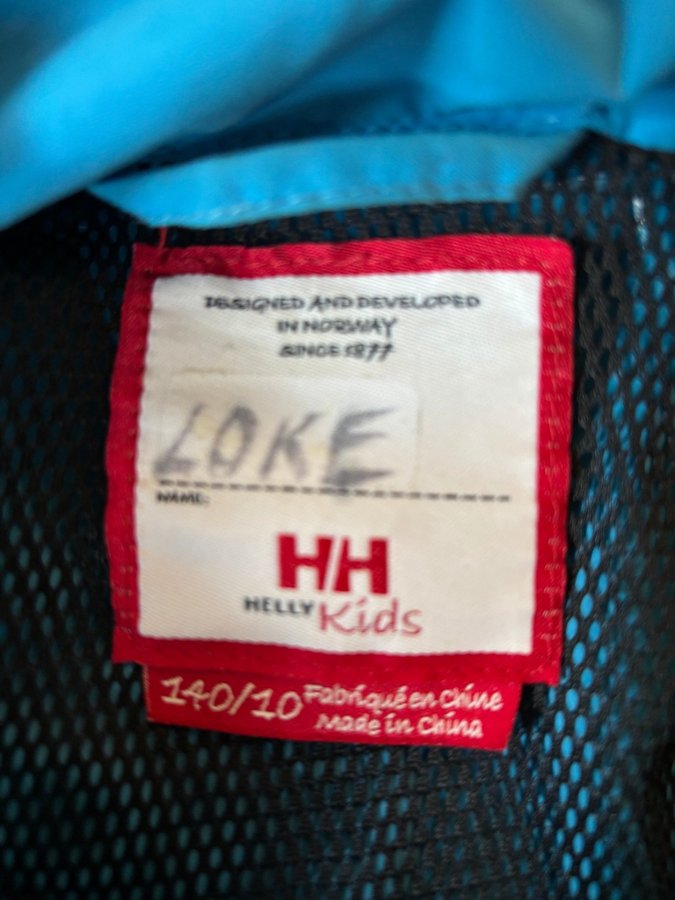 DESIGNED AND DEVELOPED
IN NORWAY
SINCE 1877
LOKE
NAME:
H/H
HELLY Kids
140/10 Fabriqué en Chine
Made in China